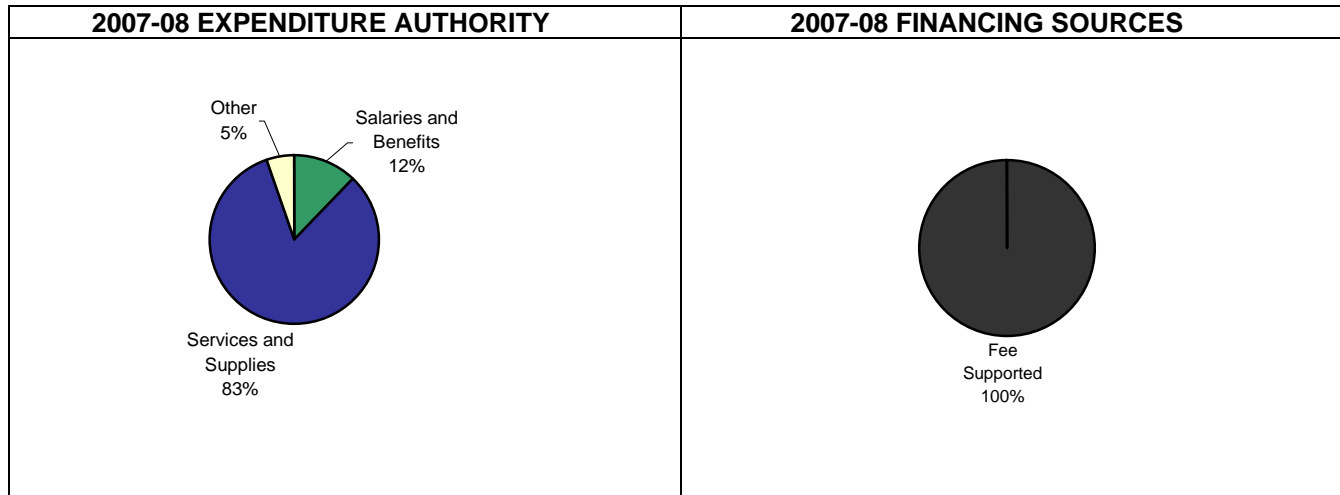 2007-08 EXPENDITURE AUTHORITY
Other
5%
Salaries and
Benefits
12%
Services and
Supplies
83%
2007-08 FINANCING SOURCES
Fee
Supported
100%